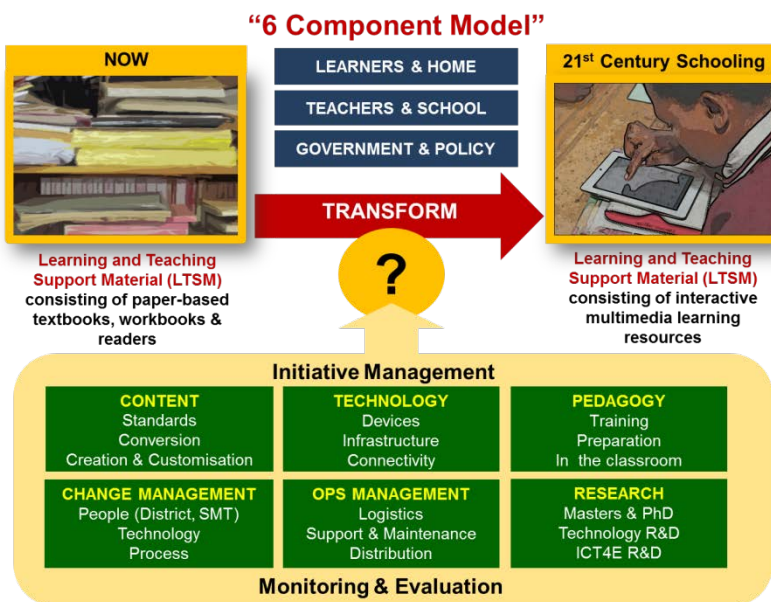 “6 Component Model”
NOW
LEARNERS & HOME
TEACHERS & SCHOOL
GOVERNMENT & POLICY
21st Century Schooling
TRANSFORM
Learning and Teaching
Support Material (LTSM)
consisting of paper-based
textbooks, workbooks &
readers
?
Learning and Teaching
Support Material (LTSM)
consisting of interactive
multimedia learning
resources
Initiative Management
CONTENT
Standards
Conversion
Creation & Customisation
TECHNOLOGY
Devices
Infrastructure
Connectivity
PEDAGOGY
Training
Preparation
In the classroom
CHANGE MANAGEMENT
People (District, SMT)
Technology
Process
OPS MANAGEMENT
Logistics
Support & Maintenance
Distribution
RESEARCH
Masters & PhD
Technology R&D
ICT4E R&D
Monitoring & Evaluation